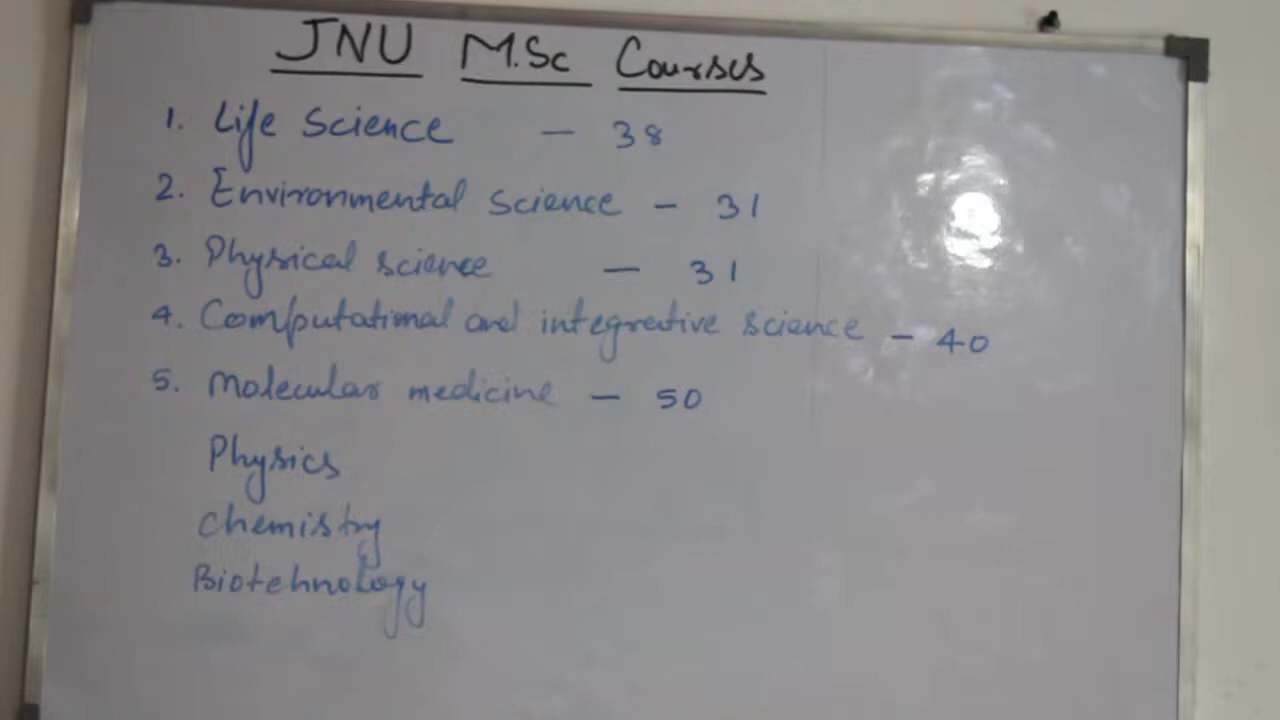 JNU M.Sc Courses
1. Life Science - 38
2. Environmental Science - 31
3. Physical science - 31
4. Computational and integrative science - 40
5. Molecular medicine - 50
Physics
Chemistry
Biotehnology